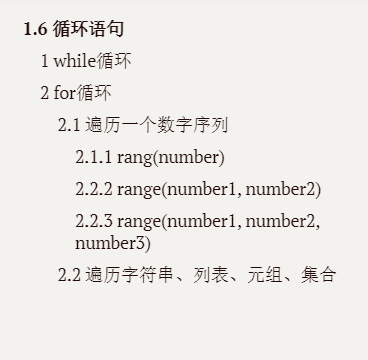 1.6 循环语句
1 while循环
2 for循环
2.1 遍历一个数字序列
2.1.1 rang(number)
2.2.2 range(number1, number2)
2.2.3 range(number1, number2,
number3)
2.2 遍历字符串、列表、元组、集合